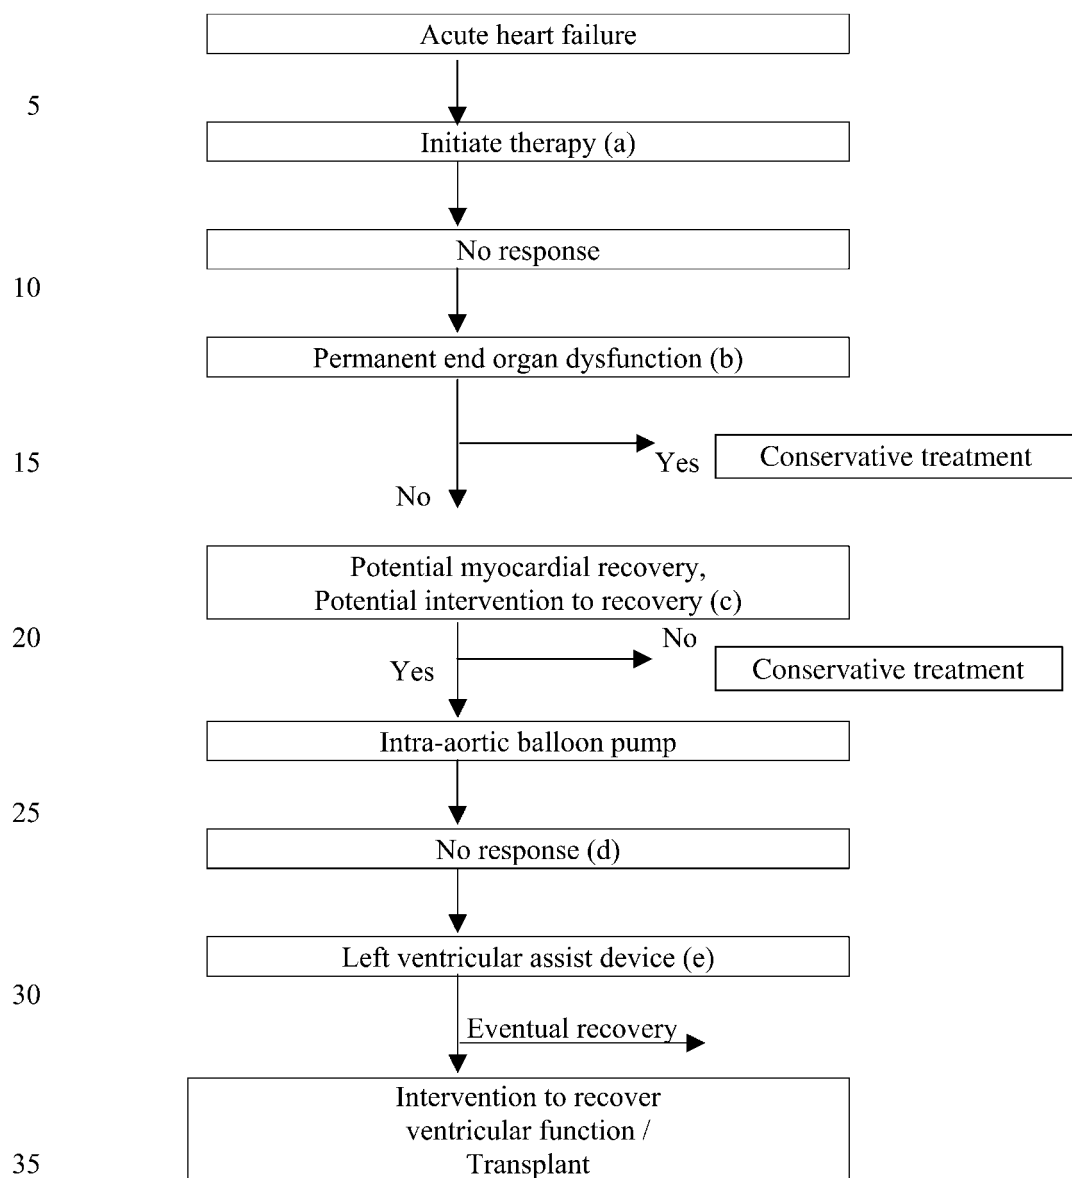 Acute heart failure
5
Initiate therapy (a)
No response
10
Permanent end organ dysfunction (b)
15
Yes
Conservative treatment
No
Potential myocardial recovery,
Potential intervention to recovery (c)
20
No
Yes
Conservative treatment
Intra-aortic balloon pump
25
No response (d)
Left ventricular assist device (e)
30
Eventual recovery
Intervention to recover
ventricular function /
35
Transplant